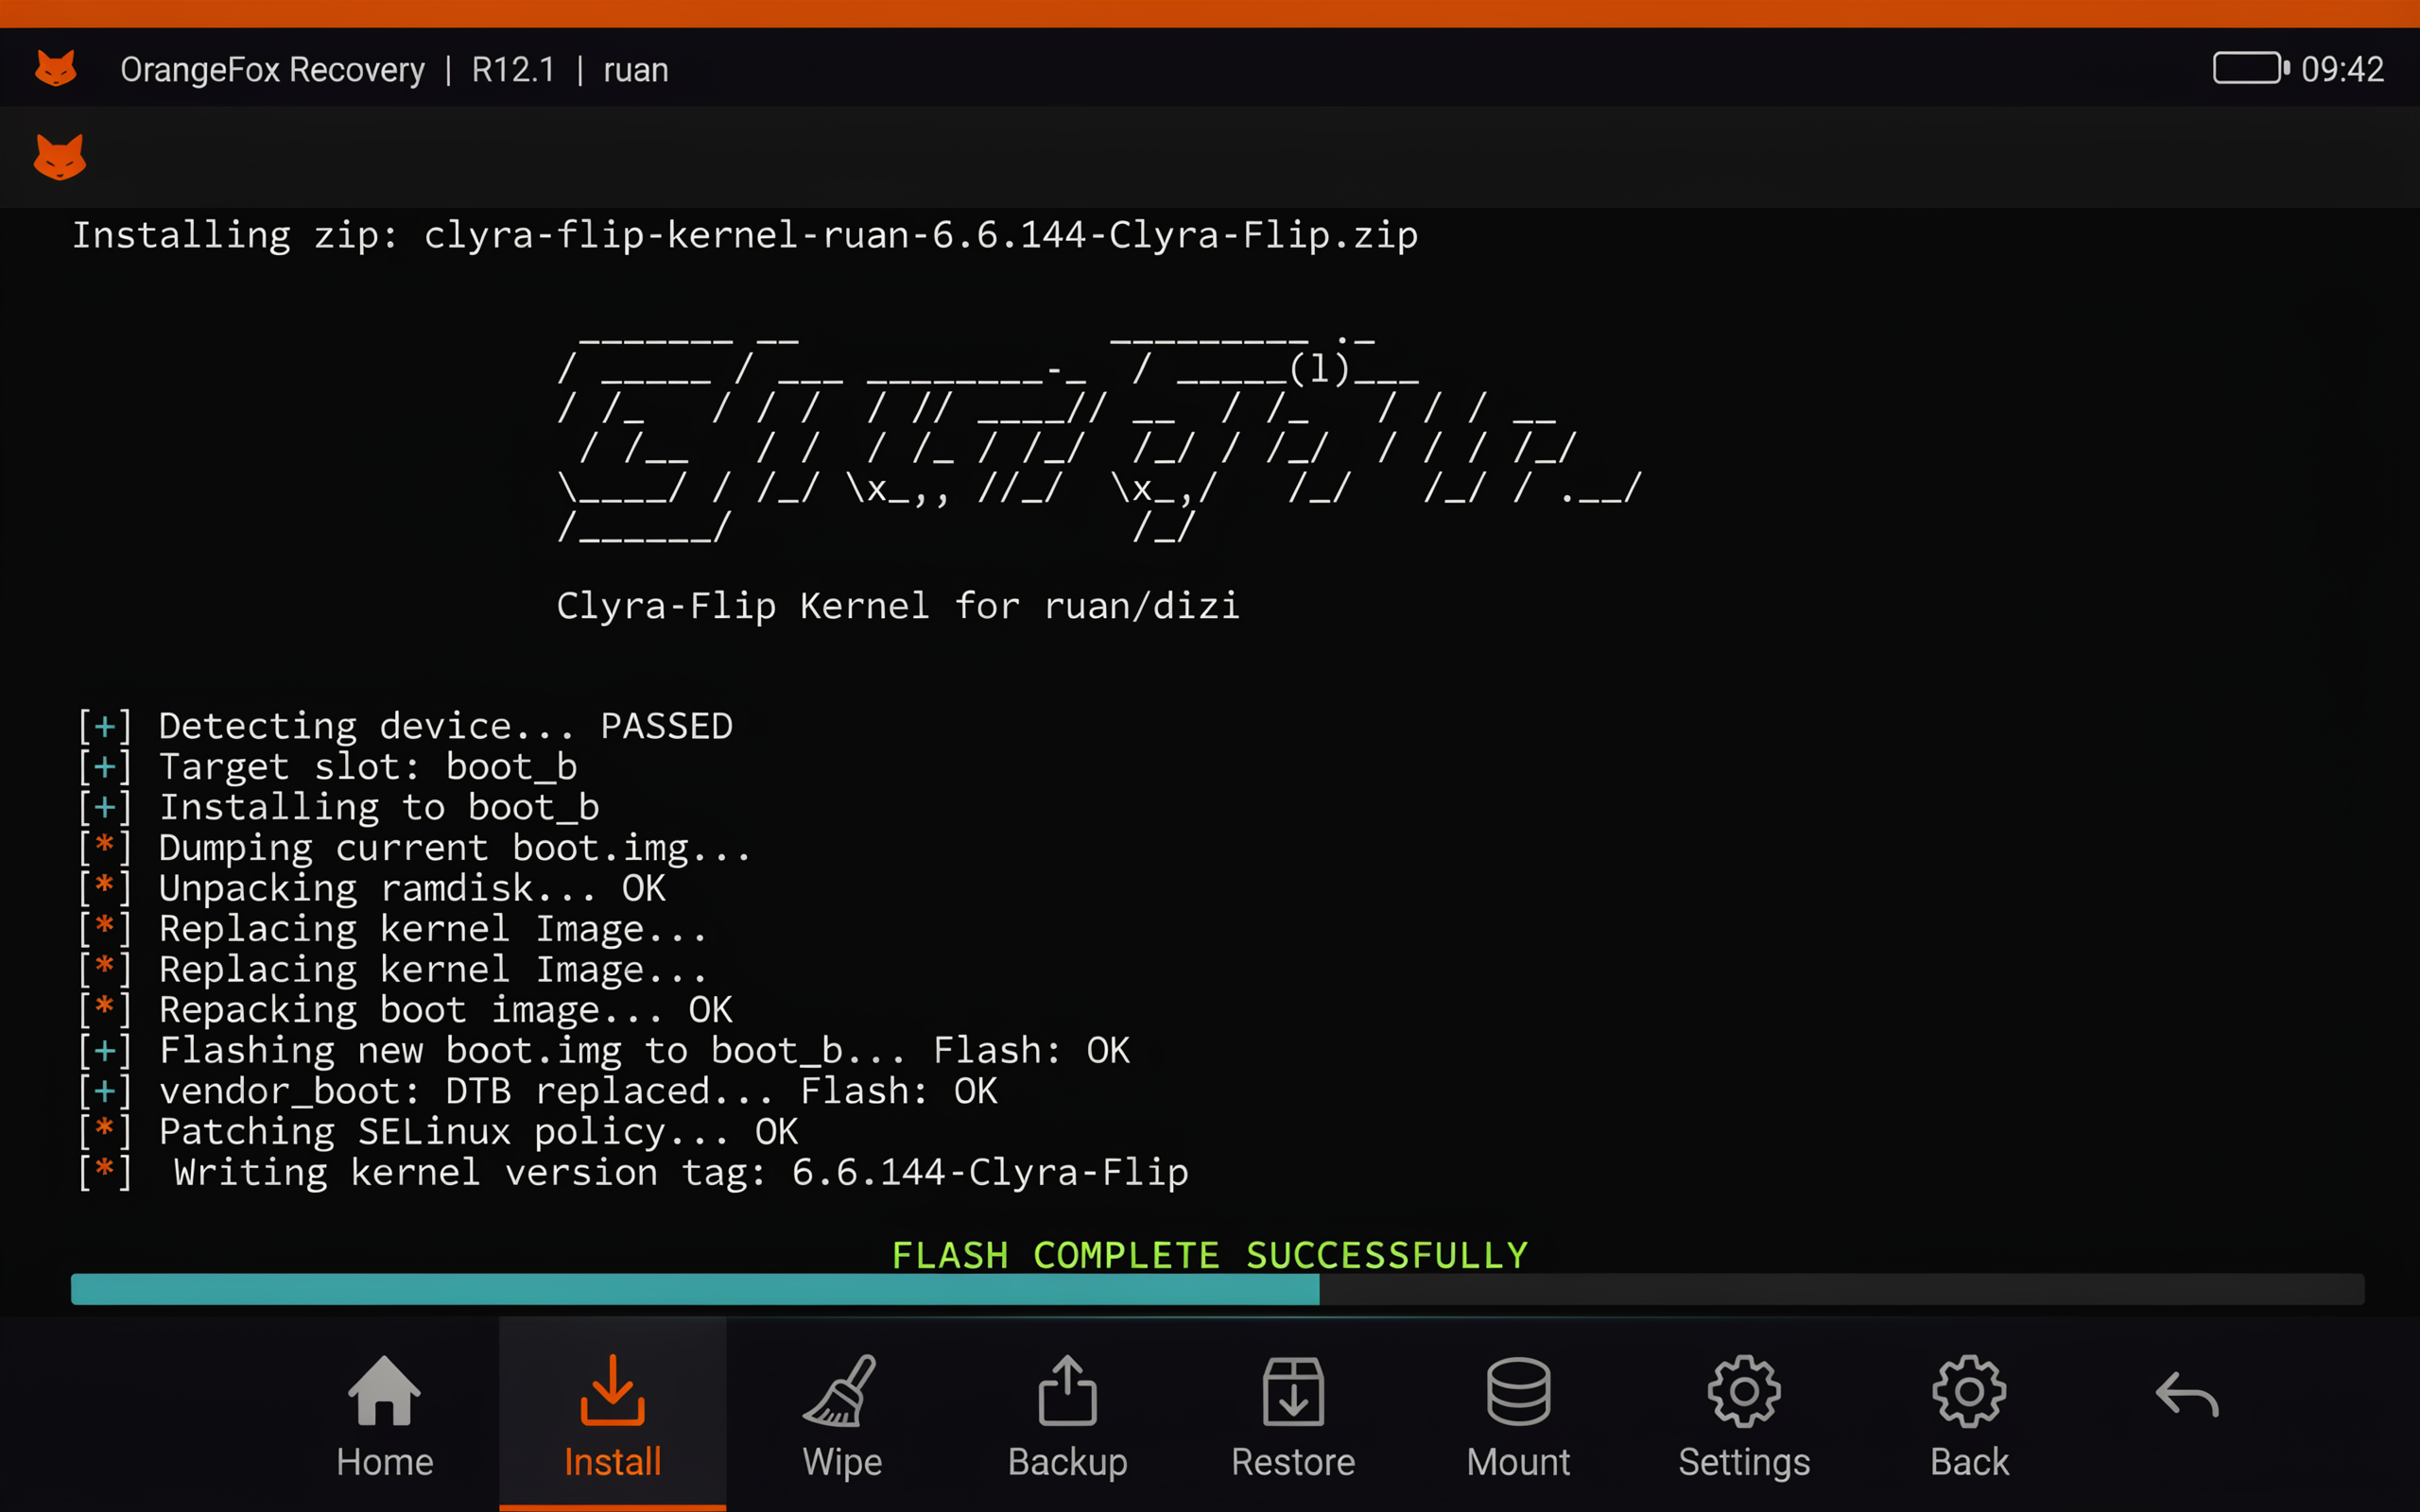 OrangeFox Recovery | R12.1 | ruan
09:42
Installing zip: clyra-flip-kernel-ruan-6.6.144-Clyra-Flip.zip
Clyra-Flip Kernel for ruan/dizi
[+] Detecting device... PASSED
[+] Target slot: boot_b
[+] Installing to boot_b
[*] Dumping current boot.img...
[*] Unpacking ramdisk... OK
[*] Replacing kernel Image...
[*] Replacing kernel Image...
[*] Repacking boot image... OK
[+] Flashing new boot.img to boot_b... Flash: OK
[+] vendor_boot: DTB replaced... Flash: OK
[*] Patching SELinux policy... OK
[*] Writing kernel version tag: 6.6.144-Clyra-Flip
FLASH COMPLETE SUCCESSFULLY
Home
Install
Wipe
Backup
Restore
Mount
Settings
Back